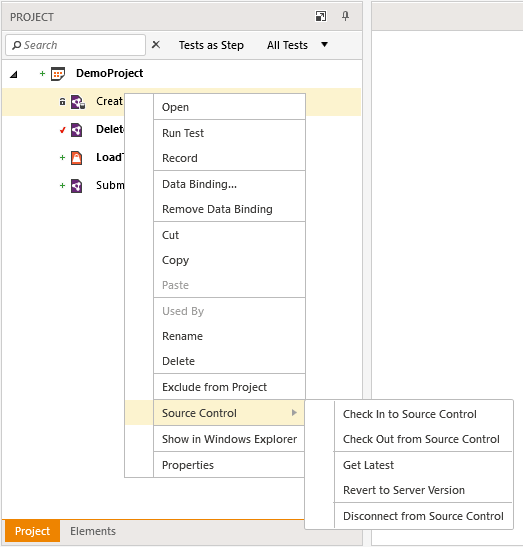 PROJECT
Search
Tests as Step
All Tests
DemoProject
Creat
Delete
LoadT
Subm
Open
Run Test
Record
Data Binding...
Remove Data Binding
Cut
Copy
Paste
Used By
Rename
Delete
Exclude from Project
Source Control
Show in Windows Explorer
Properties
Check In to Source Control
Check Out from Source Control
Get Latest
Revert to Server Version
Disconnect from Source Control
Project
Elements